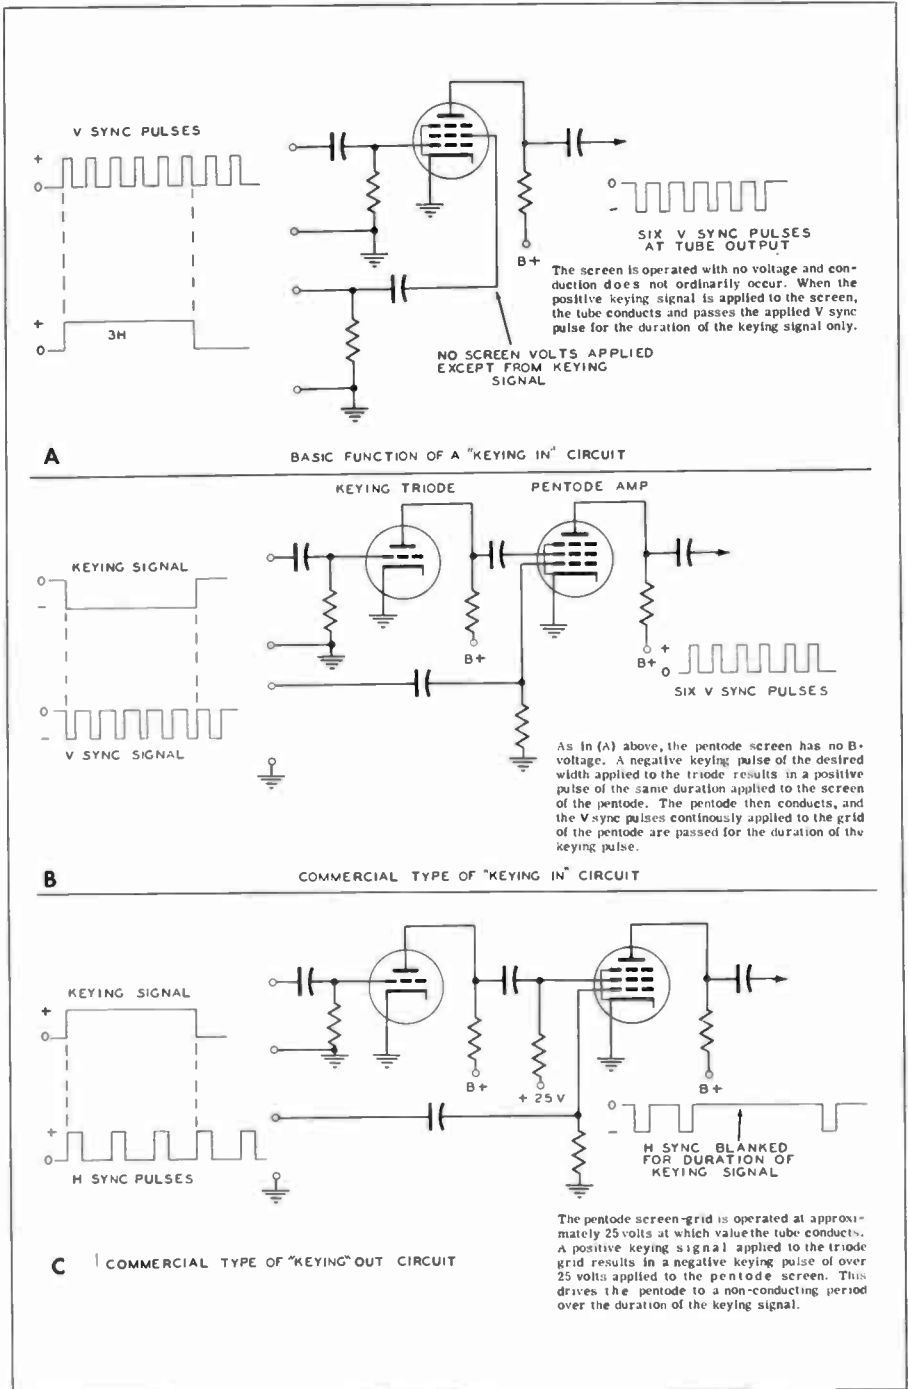 V SYNC PULSES
+
0
+
0
3H
B+
0
-
SIX V SYNC PULSES
AT TUBE OUTPUT
The screen is operated with no voltage and con-
duction does not ordinarily occur. When the
positive keying signal is applied to the screen,
the tube conducts and passes the applied V sync
pulse for the duration of the keying signal only.
NO SCREEN VOLTS APPLIED
EXCEPT FROM KEYING
SIGNAL
A
BASIC FUNCTION OF A "KEYING IN" CIRCUIT
KEYING TRIODE
PENTODE AMP
KEYING SIGNAL
0
-
0
-
V SYNC SIGNAL
B+
B+
+
0
SIX V SYNC PULSES
As in (A) above, the pentode screen has no B+
voltage. A negative keying pulse of the desired
width applied to the triode results in a positive
pulse of the same duration applied to the screen
of the pentode. The pentode then conducts, and
the V sync pulses continously applied to the grid
of the pentode are passed for the duration of the
keying pulse.
B
COMMERCIAL TYPE OF "KEYING IN" CIRCUIT
KEYING SIGNAL
+
0
+
0
H SYNC PULSES
B+
+ 25 V
B+
0
-
H SYNC BLANKED
FOR DURATION OF
KEYING SIGNAL
The pentode screen-grid is operated at approxi-
mately 25 volts at which value the tube conducts.
A positive keying signal applied to the triode
grid results in a negative keying pulse of over
25 volts applied to the pentode screen. This
drives the pentode to a non-conducting period
over the duration of the keying signal.
C
COMMERCIAL TYPE OF "KEYING" OUT CIRCUIT